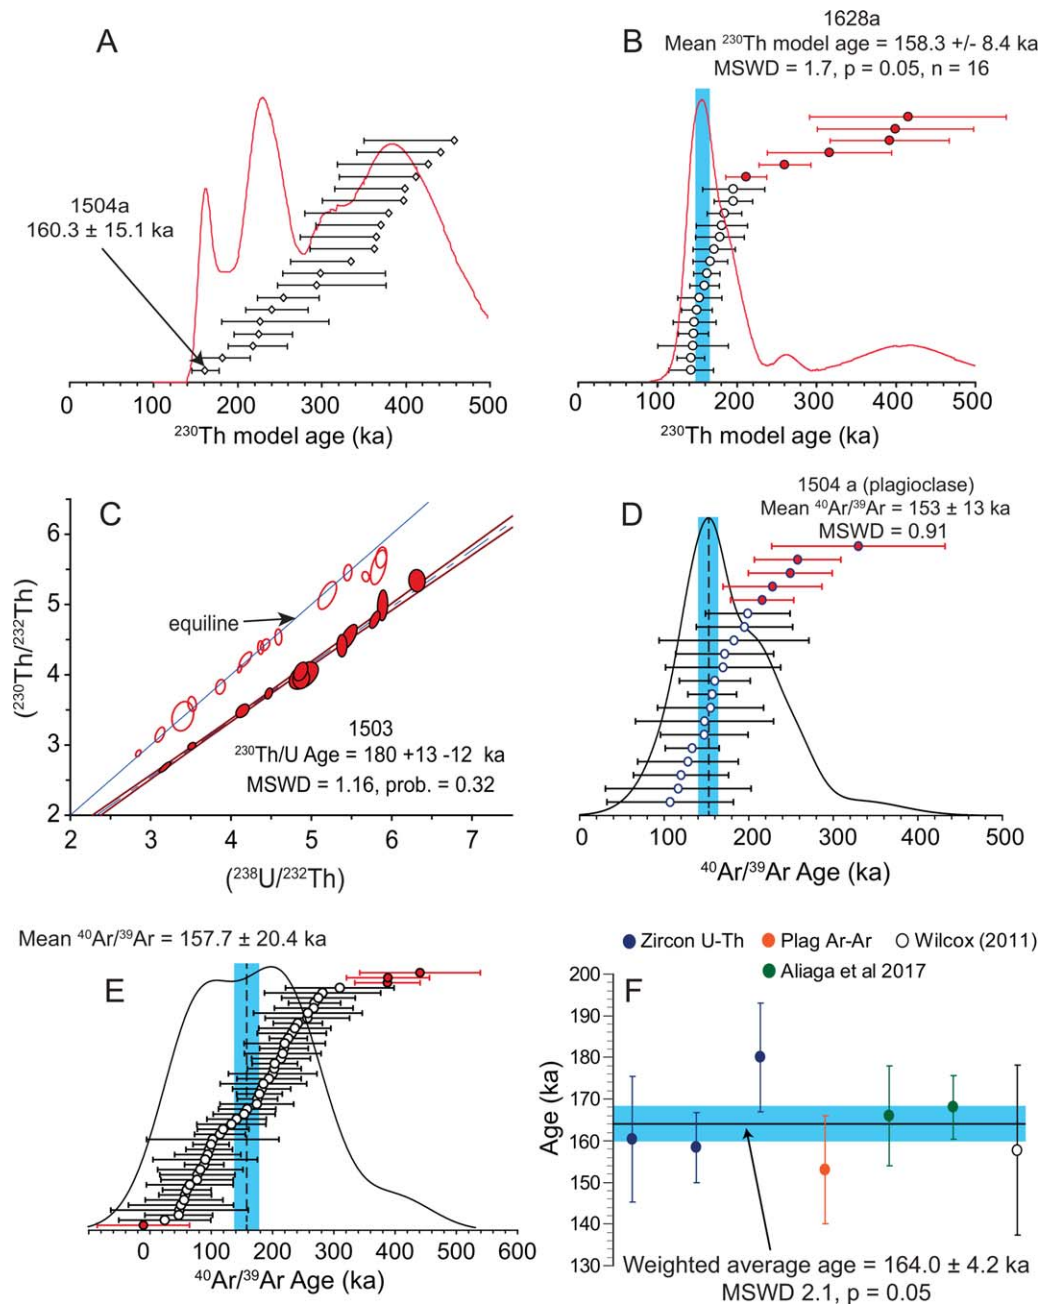 A
1504a
160.3 ± 15.1 ka
0 100 200 300 400 500
²³⁰Th model age (ka)
B
1628a
Mean ²³⁰Th model age = 158.3 +/- 8.4 ka
MSWD = 1.7, p = 0.05, n = 16
0 100 200 300 400 500
²³⁰Th model age (ka)
C
(²³⁰Th/²³²Th)
6
5
4
3
2
equiline
1503
²³⁰Th/U Age = 180 +13 -12 ka
MSWD = 1.16, prob. = 0.32
2 3 4 5 6 7
(²³⁸U/²³²Th)
D
1504 a (plagioclase)
Mean ⁴⁰Ar/³⁹Ar = 153 ± 13 ka
MSWD = 0.91
0 100 200 300 400 500
⁴⁰Ar/³⁹Ar Age (ka)
Mean ⁴⁰Ar/³⁹Ar = 157.7 ± 20.4 ka
E
0 100 200 300 400 500 600
⁴⁰Ar/³⁹Ar Age (ka)
Zircon U-Th Plag Ar-Ar Wilcox (2011)
Aliaga et al 2017
F
Age (ka)
200
190
180
170
160
150
140
130
Weighted average age = 164.0 ± 4.2 ka
MSWD 2.1, p = 0.05